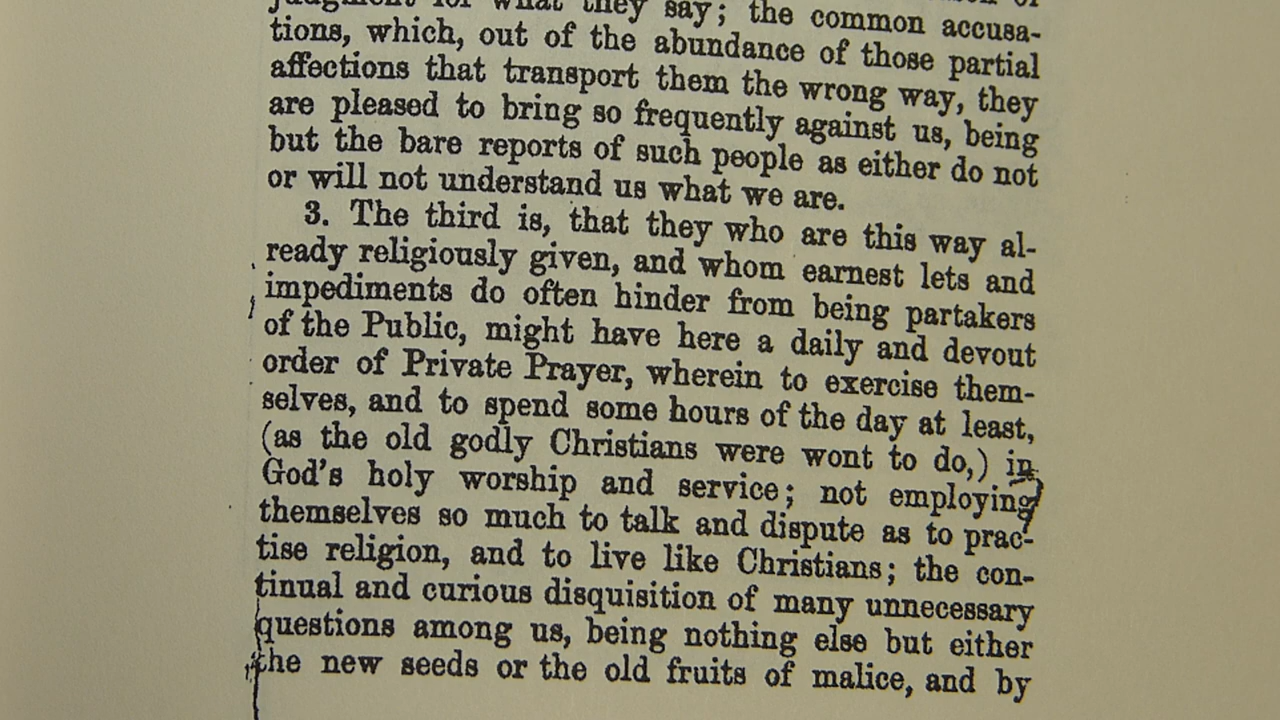 judgment for what they say; the common accusa-
tions, which, out of the abundance of those partial
affections that transport them the wrong way, they
are pleased to bring so frequently against us, being
but the bare reports of such people as either do not
or will not understand us what we are.
3. The third is, that they who are this way al-
ready religiously given, and whom earnest lets and
impediments do often hinder from being partakers
of the Public, might have here a daily and devout
order of Private Prayer, wherein to exercise them-
selves, and to spend some hours of the day at least,
(as the old godly Christians were wont to do,) in
God's holy worship and service; not employing
themselves so much to talk and dispute as to prac-
tise religion, and to live like Christians; the con-
tinual and curious disquisition of many unnecessary
questions among us, being nothing else but either
the new seeds or the old fruits of malice, and by